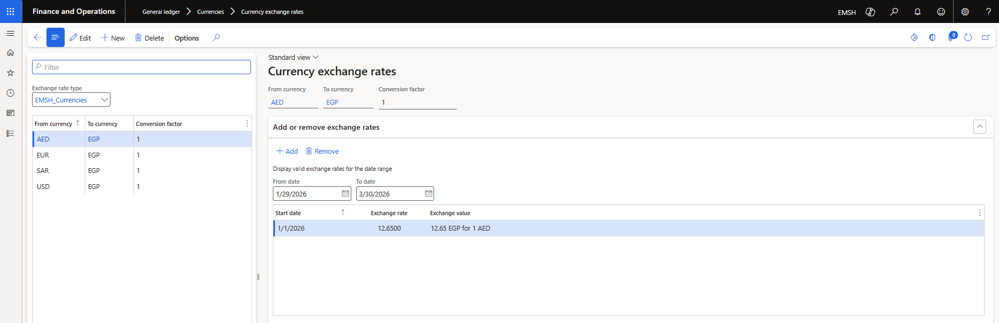 Finance and Operations
General ledger > Currencies > Currency exchange rates
EMSH
?
Edit
New
Delete
Options
0
Filter
Exchange rate type
EMSH_Currencies
From currency ↑ To currency Conversion factor
AED EGP 1
EUR EGP 1
SAR EGP 1
USD EGP 1
Standard view
Currency exchange rates
From currency To currency Conversion factor
AED EGP 1
Add or remove exchange rates
Add Remove
Display valid exchange rates for the date range
From date To date
1/29/2026 3/30/2026
Start date ↑ Exchange rate Exchange value
1/1/2026 12.6500 12.65 EGP for 1 AED